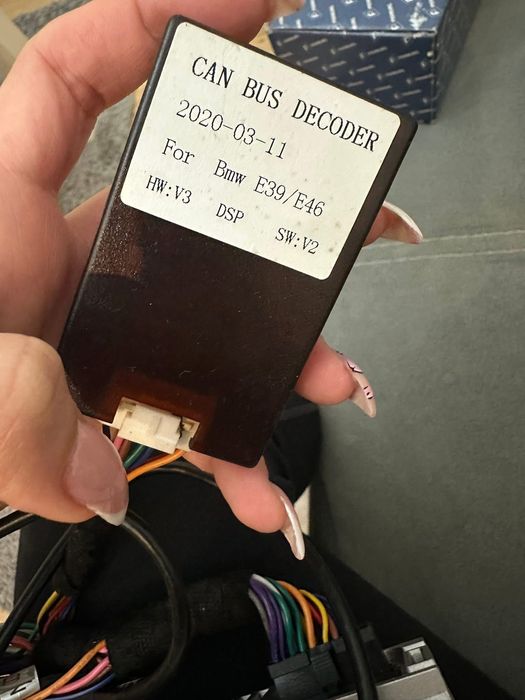 CAN BUS DECODER
2020-03-11
For Bmw E39/E46
HW:V3 DSP SW:V2